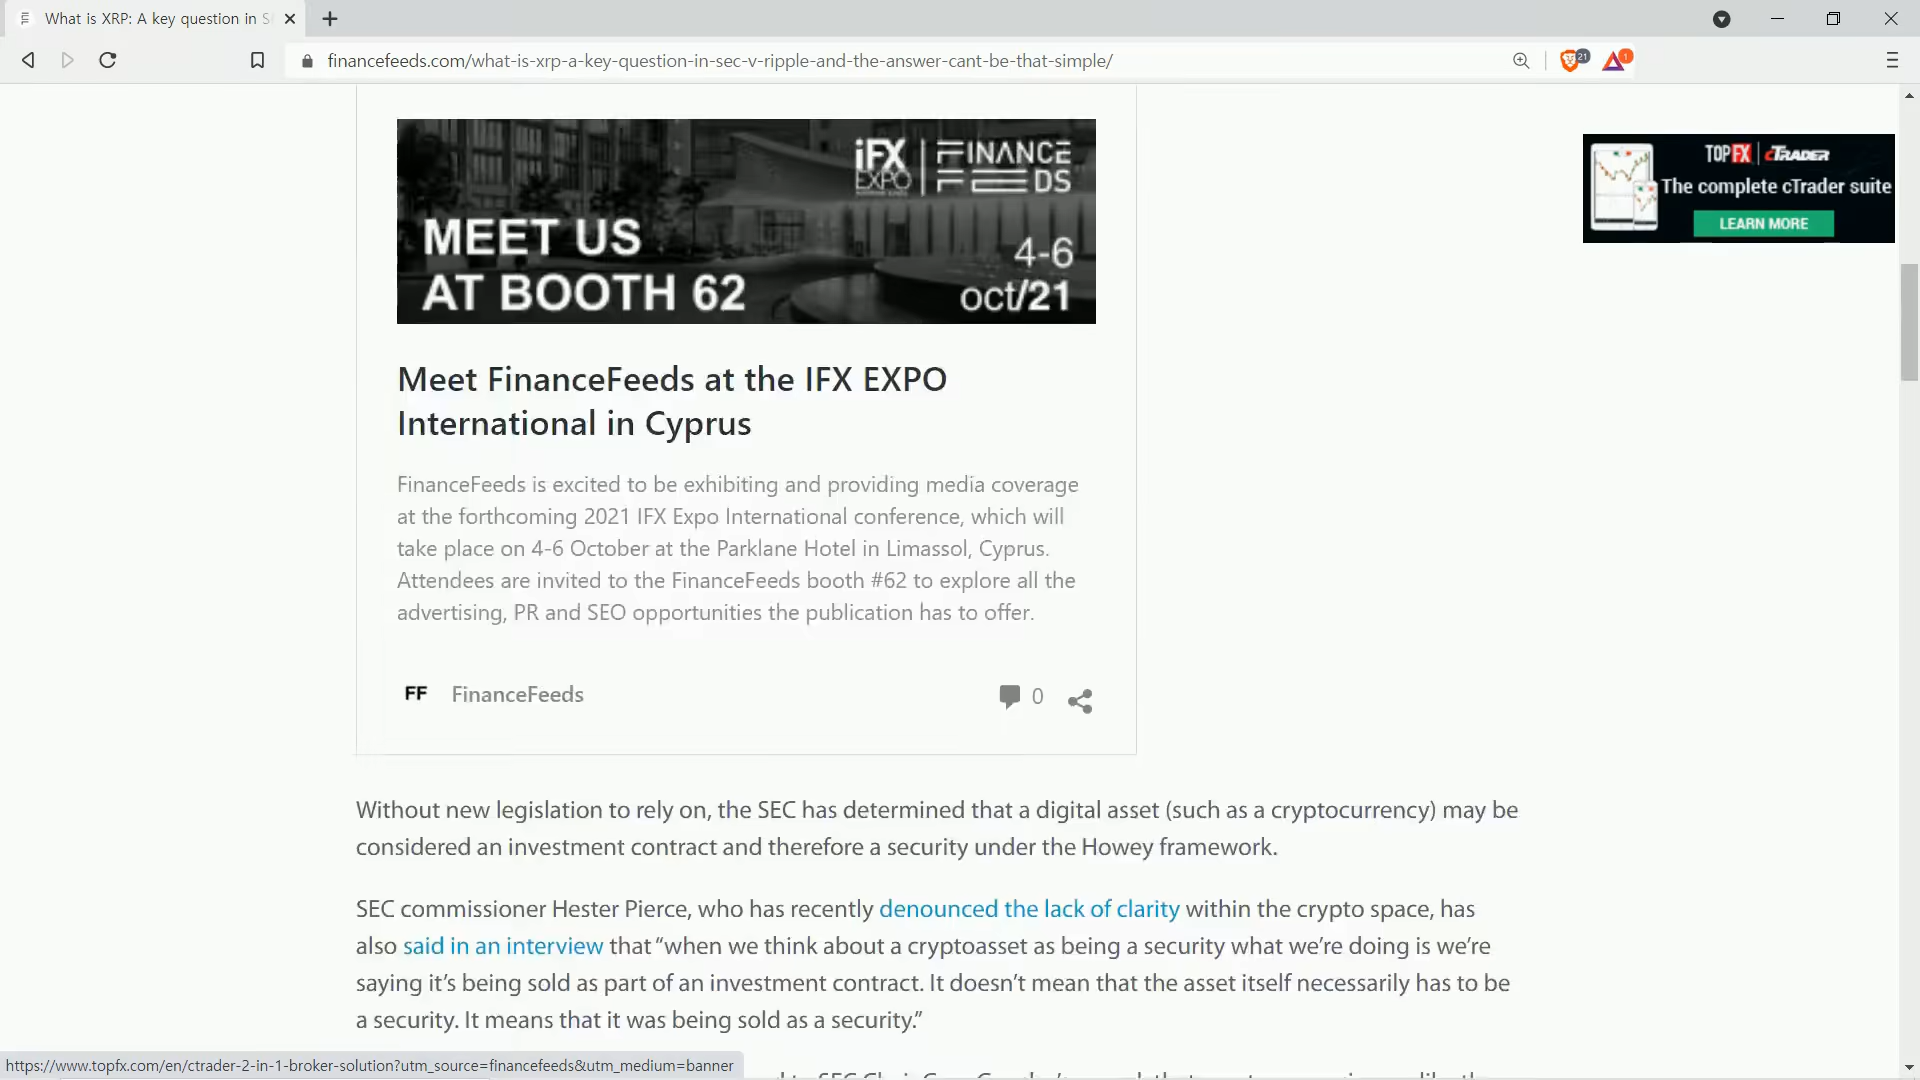 What is XRP: A key question in S
financefeeds.com/what-is-xrp-a-key-question-in-sec-v-ripple-and-the-answer-cant-be-that-simple/
21
1
iFX EXPO | FINANCE FEEDS
MEET US
AT BOOTH 62
4-6
oct/21
TOPFX | cTRADER
The complete cTrader suite
LEARN MORE
Meet FinanceFeeds at the IFX EXPO
International in Cyprus
FinanceFeeds is excited to be exhibiting and providing media coverage
at the forthcoming 2021 IFX Expo International conference, which will
take place on 4-6 October at the Parklane Hotel in Limassol, Cyprus.
Attendees are invited to the FinanceFeeds booth #62 to explore all the
advertising, PR and SEO opportunities the publication has to offer.
FF FinanceFeeds 0
Without new legislation to rely on, the SEC has determined that a digital asset (such as a cryptocurrency) may be
considered an investment contract and therefore a security under the Howey framework.
SEC commissioner Hester Pierce, who has recently denounced the lack of clarity within the crypto space, has
also said in an interview that “when we think about a cryptoasset as being a security what we’re doing is we’re
saying it’s being sold as part of an investment contract. It doesn’t mean that the asset itself necessarily has to be
a security. It means that it was being sold as a security.”
https://www.topfx.com/en/ctrader-2-in-1-broker-solution?utm_source=financefeeds&utm_medium=banner